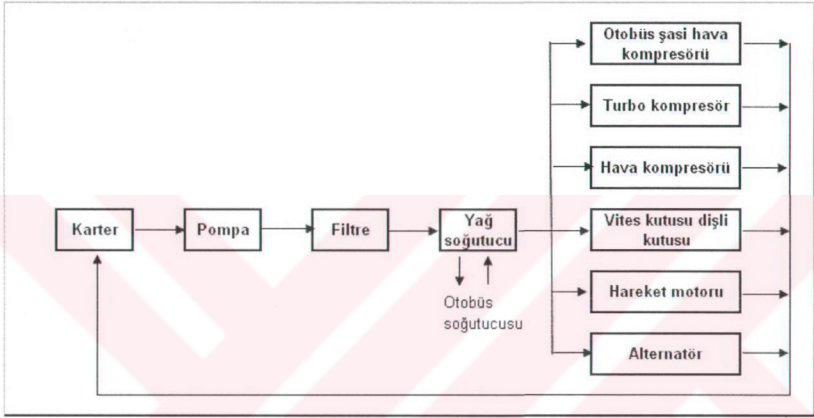 Otobüs şasi hava
kompresörü
Turbo kompresör
Hava kompresörü
Karter
Pompa
Filtre
Yağ
soğutucu
Vites kutusu dişli
kutusu
Otobüs
soğutucusu
Hareket motoru
Alternatör